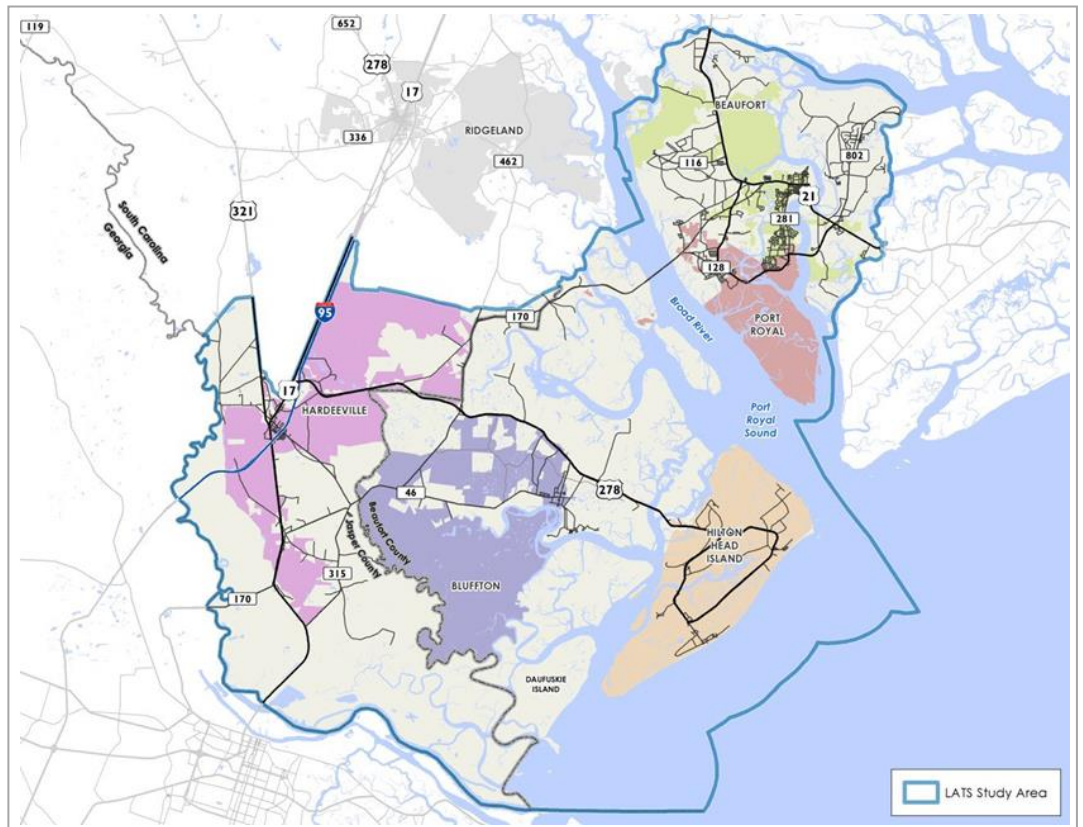 119
652
278
17
336
RIDGELAND
462
321
South Carolina
Georgia
BEAUFORT
116
802
21
281
128
PORT
ROYAL
95
170
Broad River
Port
Royal
Sound
17
HARDEEVILLE
278
46
Beaufort County
Jasper County
HILTON
HEAD
ISLAND
BLUFFTON
315
170
DAUFUSKIE
ISLAND
LATS Study Area